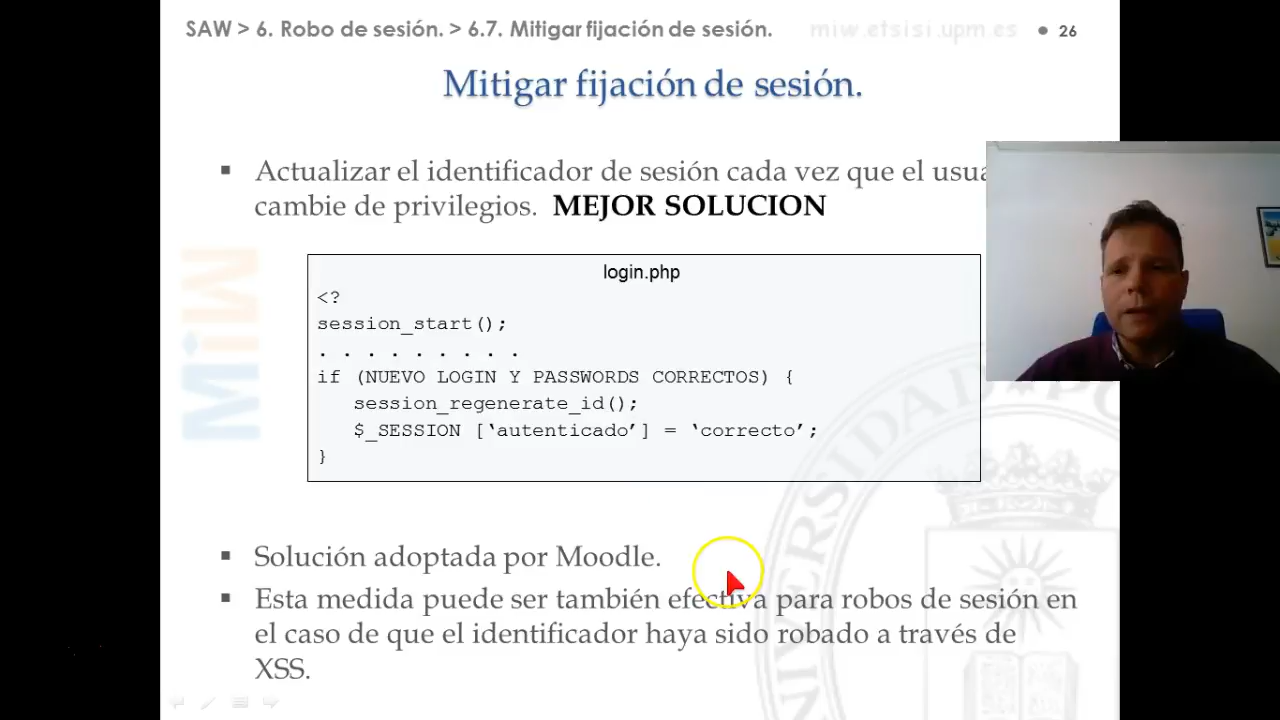 SAW > 6. Robo de sesión. > 6.7. Mitigar fijación de sesión.
miw.etsisi.upm.es
26
Mitigar fijación de sesión.
Actualizar el identificador de sesión cada vez que el
cambie de privilegios. MEJOR SOLUCION
login.php
<?
session_start();
. . . . . . . . .
if (NUEVO LOGIN Y PASSWORDS CORRECTOS) {
session_regenerate_id();
$_SESSION [‘autenticado’] = ‘correcto’;
}
MiW
Solución adoptada por Moodle.
Esta medida puede ser también efectiva para robos de sesión en
el caso de que el identificador haya sido robado a través de
XSS.